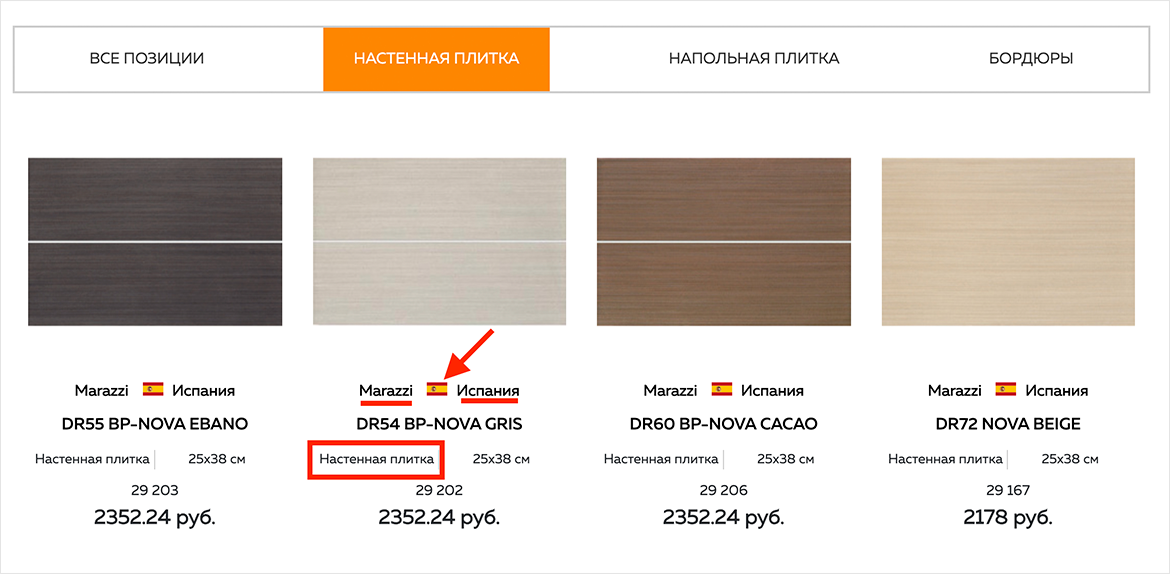 ВСЕ ПОЗИЦИИ НАСТЕННАЯ ПЛИТКА НАПОЛЬНАЯ ПЛИТКА БОРДЮРЫ
Marazzi Испания Marazzi Испания Marazzi Испания Marazzi Испания
DR55 BP-NOVA EBANO DR54 BP-NOVA GRIS DR60 BP-NOVA CACAO DR72 NOVA BEIGE
Настенная плитка 25x38 см Настенная плитка 25x38 см Настенная плитка 25x38 см Настенная плитка 25x38 см
29 203 29 202 29 206 29 167
2352.24 руб. 2352.24 руб. 2352.24 руб. 2178 руб.